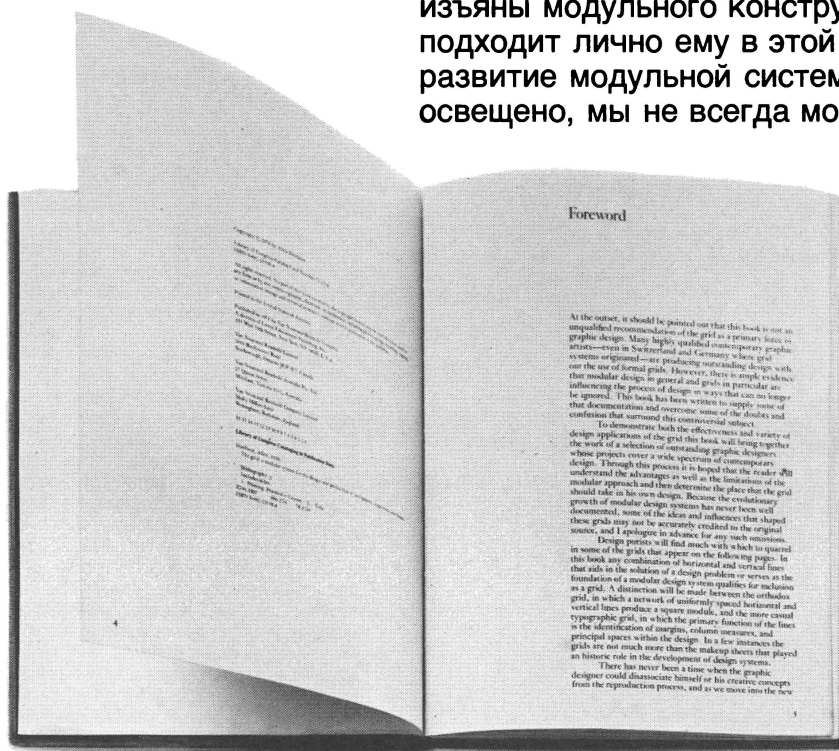 изъяны модульного констру
подходит лично ему в этой
развитие модульной систем
освещено, мы не всегда мо
4
Foreword
At the outset, it should be pointed out that this book is not an
unqualified recommendation of the grid as a primary force in
graphic design. Many highly qualified contemporary graphic
artists—even in Switzerland and Germany where grid
systems originated—are producing outstanding design with
out the use of formal grids. However, there is ample evidence
that modular design in general and grids in particular are
influencing the process of design in ways that can no longer
be ignored. This book has been written to supply some of
that documentation and overcome some of the doubts and
confusion that surround this controversial subject.
To demonstrate both the effectiveness and variety of
design applications of the grid this book will bring together
the work of a selection of outstanding graphic designers
whose projects cover a wide spectrum of contemporary
design. Through this process it is hoped that the reader will
understand the advantages as well as the limitations of the
modular approach and then determine the place that the grid
should take in his own design. Because the evolutionary
growth of modular design systems has never been well
documented, some of the ideas and influences that shaped
these grids may not be accurately credited to the original
source, and I apologize in advance for any such omissions.
Design purists will find much with which to quarrel
in some of the grids that appear on the following pages. In
this book any combination of horizontal and vertical lines
that aids in the solution of a design problem or serves as the
foundation of a modular design system qualifies for inclusion
as a grid. A distinction will be made between the orthodox
grid, in which a network of uniformly spaced horizontal and
vertical lines produce a square module, and the more casual
typographic grid, in which the primary function of the lines
is the identification of margins, column measures, and
principal spaces within the design. In a few instances the
grids are not much more than the makeup sheets that played
an historic role in the development of design systems.
There has never been a time when the graphic
designer could disassociate himself or his creative concepts
from the reproduction process, and as we move into the new
5